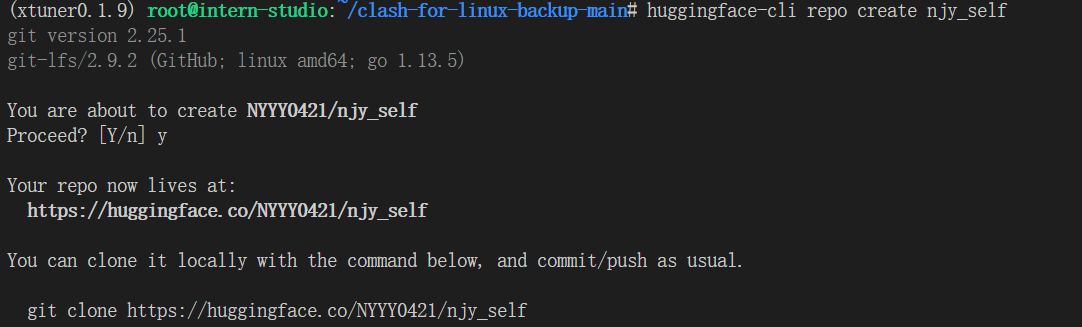 (xtuner0.1.9) root@intern-studio:~/clash-for-linux-backup-main# huggingface-cli repo create njy_self
git version 2.25.1
git-lfs/2.9.2 (GitHub; linux amd64; go 1.13.5)
You are about to create NYYY0421/njy_self
Proceed? [Y/n] y
Your repo now lives at:
https://huggingface.co/NYYY0421/njy_self
You can clone it locally with the command below, and commit/push as usual.
git clone https://huggingface.co/NYYY0421/njy_self